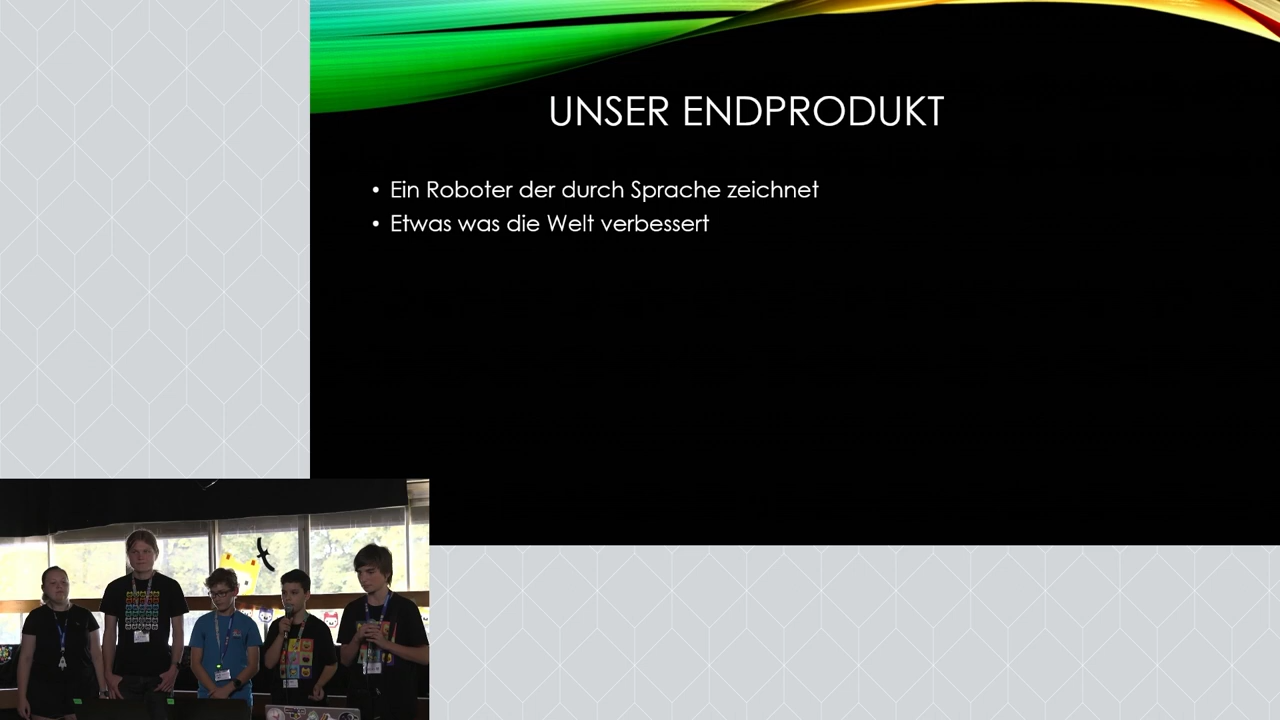 UNSER ENDPRODUKT
• Ein Roboter der durch Sprache zeichnet
• Etwas was die Welt verbessert